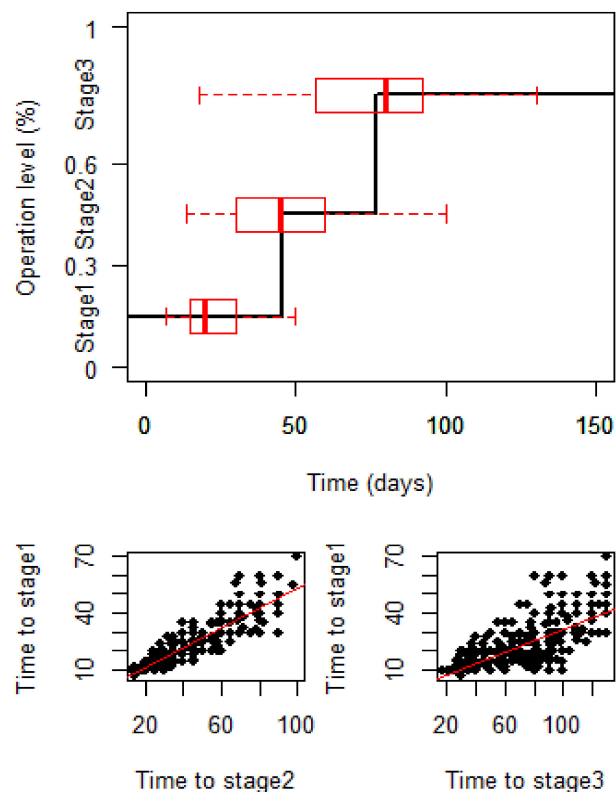 Operation level (%)
1
0.6
0.3
0
Stage3
Stage2
Stage1
0
50
100
150
Time (days)
Time to stage1
70
40
10
20
60
100
Time to stage2
Time to stage1
70
40
10
20
60
100
Time to stage3